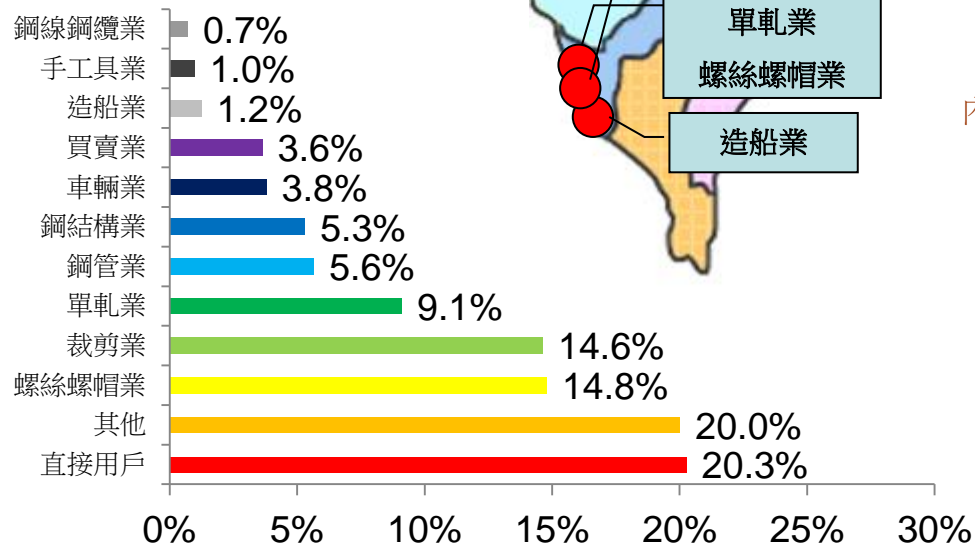 鋼線鋼纜業 0.7%
手工具業 1.0%
造船業 1.2%
買賣業 3.6%
車輛業 3.8%
鋼結構業 5.3%
鋼管業 5.6%
單軋業 9.1%
裁剪業 14.6%
螺絲螺帽業 14.8%
其他 20.0%
直接用戶 20.3%
0% 5% 10% 15% 20% 25% 30%
單軋業
螺絲螺帽業
造船業